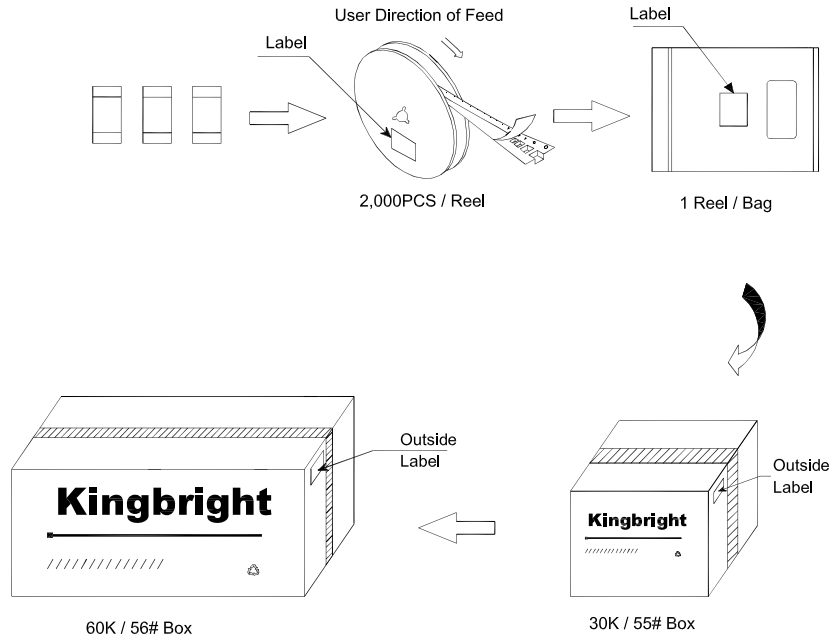 User Direction of Feed
Label
Label
2,000PCS / Reel
1 Reel / Bag
Outside
Label
Kingbright
60K / 56# Box
Outside
Label
Kingbright
30K / 55# Box